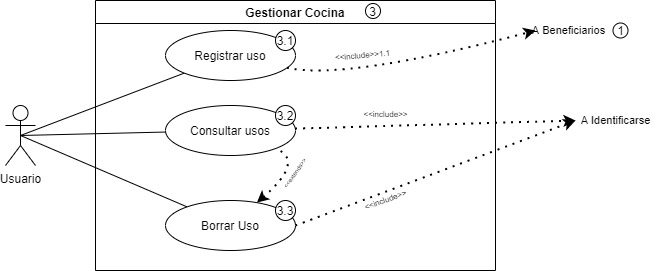 Gestionar Cocina 3
3.1
Registrar uso
<<include>>1.1
A Beneficiarios 1
3.2
Consultar usos
<<include>>
A Identificarse
<<extends>>
Usuario
3.3
Borrar Uso
<<include>>